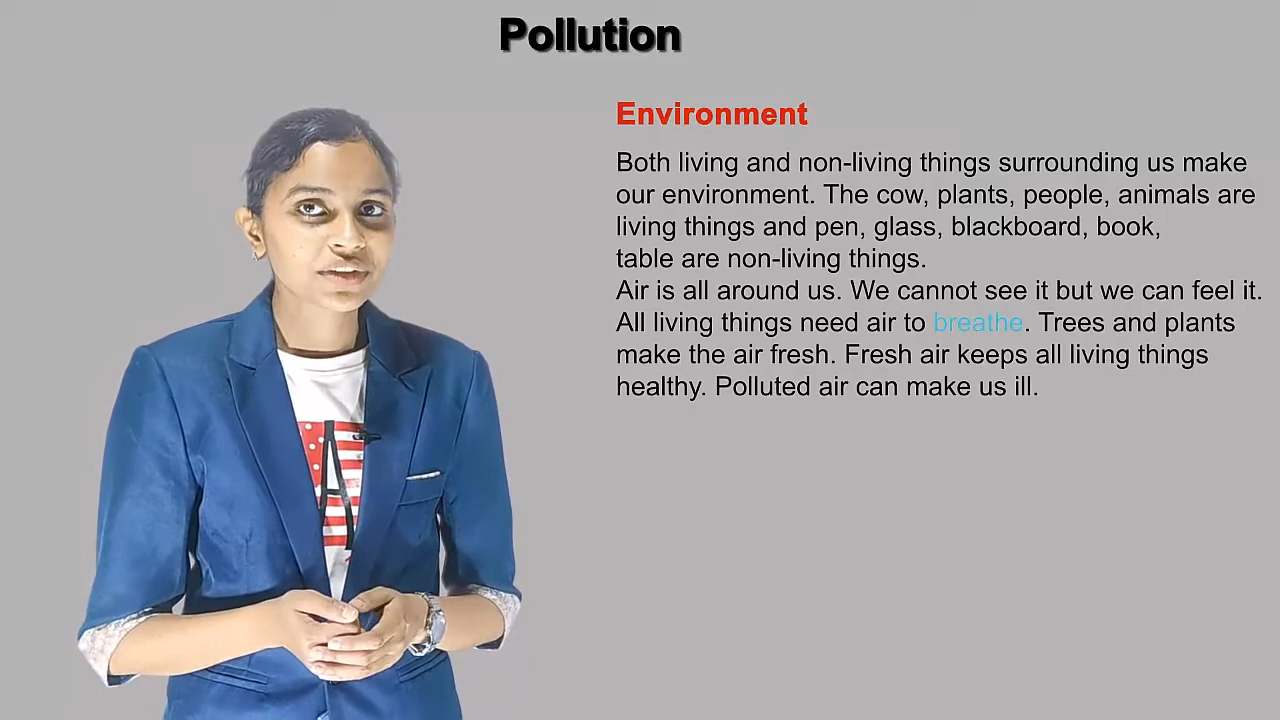 Pollution
Environment
Both living and non-living things surrounding us make
our environment. The cow, plants, people, animals are
living things and pen, glass, blackboard, book,
table are non-living things.
Air is all around us. We cannot see it but we can feel it.
All living things need air to breathe. Trees and plants
make the air fresh. Fresh air keeps all living things
healthy. Polluted air can make us ill.
A